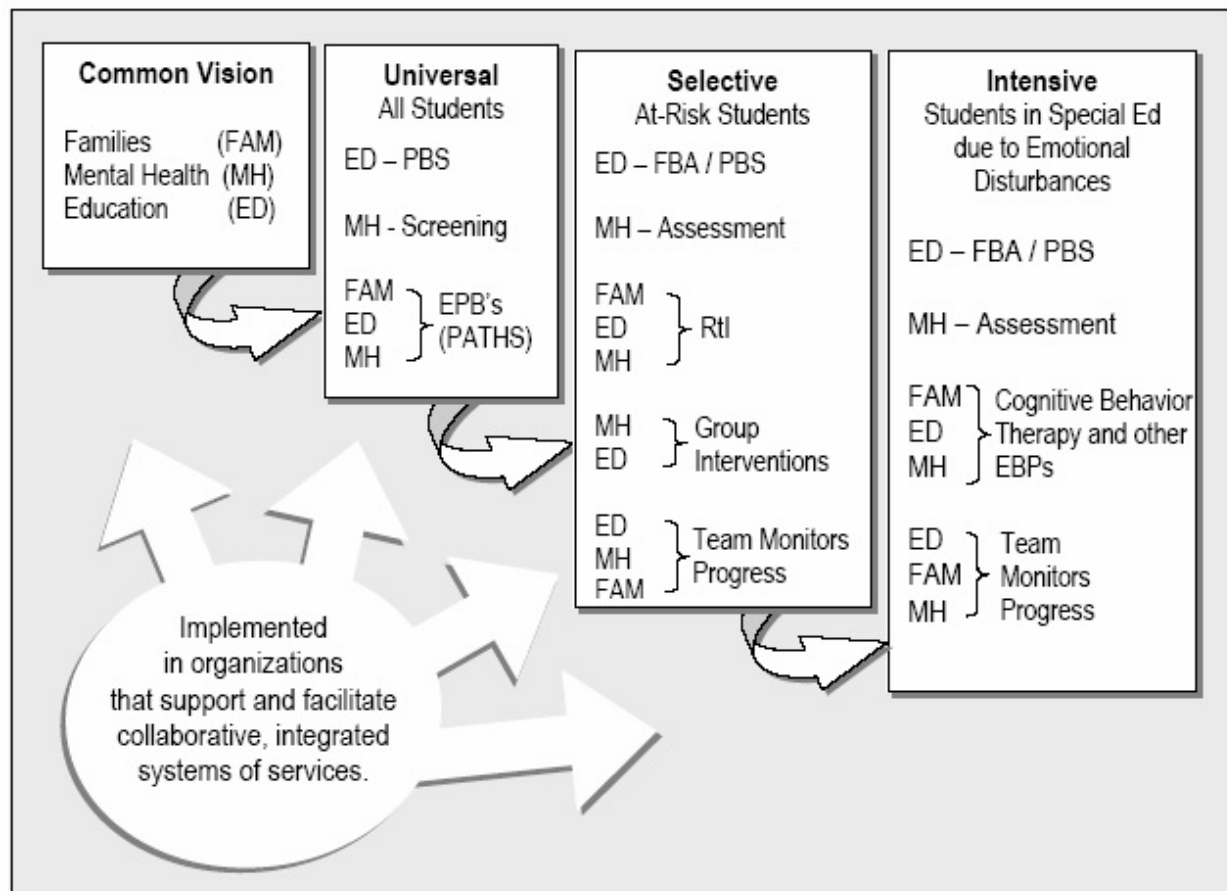 Common Vision
Families (FAM)
Mental Health (MH)
Education (ED)
Universal
All Students
ED – PBS
MH - Screening
FAM
ED
MH
EPB's
(PATHS)
Selective
At-Risk Students
ED – FBA / PBS
MH – Assessment
FAM
ED
MH
RtI
MH
ED
Group
Interventions
ED
MH
FAM
Team Monitors
Progress
Intensive
Students in Special Ed
due to Emotional
Disturbances
ED – FBA / PBS
MH – Assessment
FAM
ED
MH
Cognitive Behavior
Therapy and other
EBPs
ED
FAM
MH
Team
Monitors
Progress
Implemented
in organizations
that support and facilitate
collaborative, integrated
systems of services.